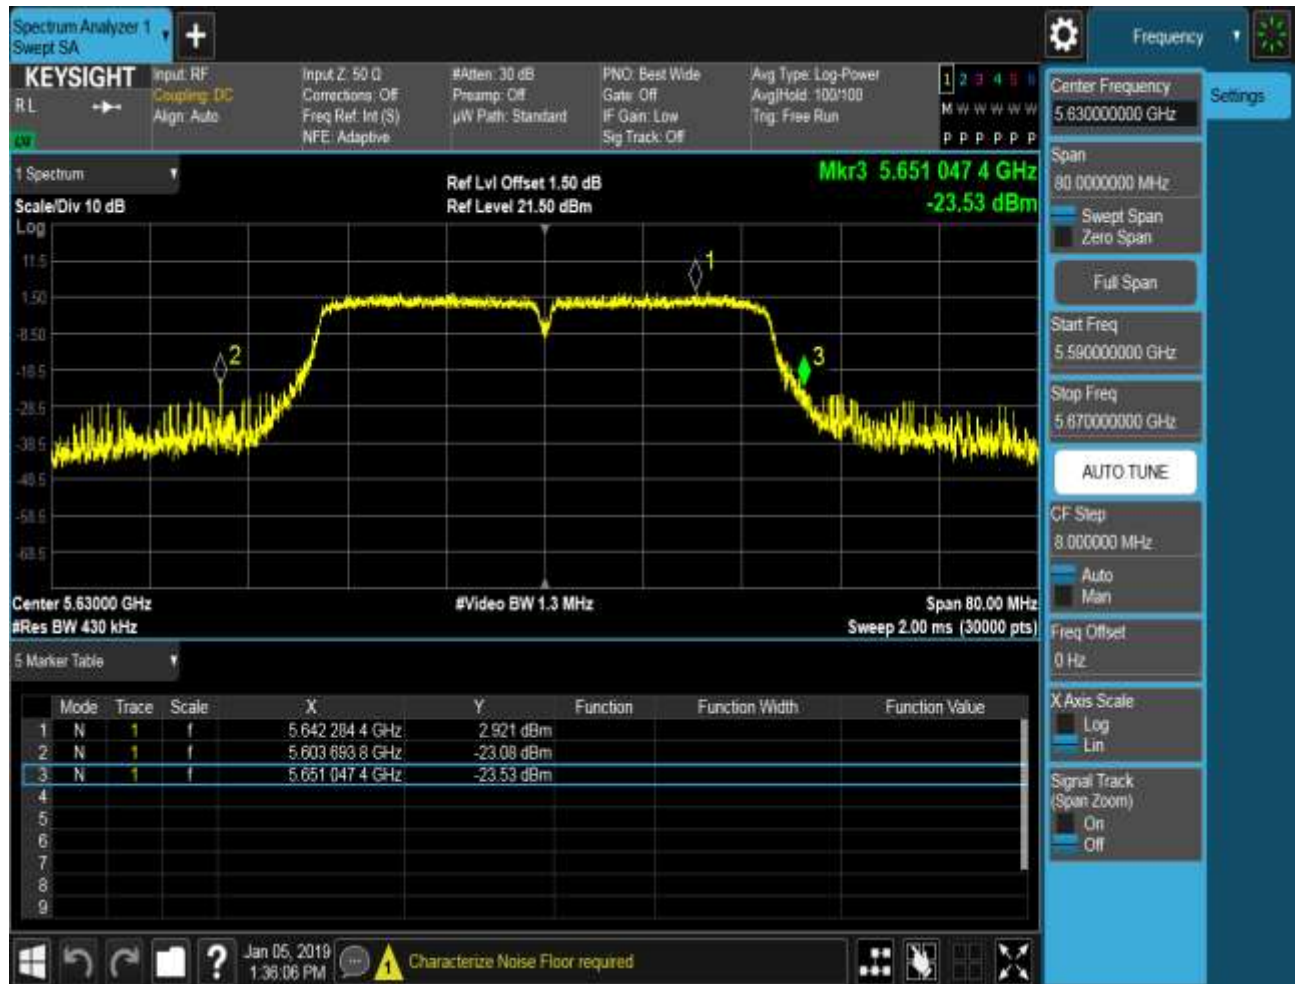 Spectrum Analyzer 1
Swept SA
Frequency
KEYSIGHT
R L
Input: RF
Coupling: DC
Align: Auto
Input Z: 50 Ω
Corrections: Off
Freq Ref: Int (S)
NFE: Adaptive
#Atten: 30 dB
Preamp: Off
µW Path: Standard
PNO: Best Wide
Gate: Off
IF Gain: Low
Sig Track: Off
Avg Type: Log-Power
Avg|Hold: 100/100
Trig: Free Run
1 2 3 4 5 6
M W W W W W
P P P P P P
1 Spectrum
Scale/Div 10 dB
Log
Ref Lvl Offset 1.50 dB
Ref Level 21.50 dBm
Mkr3 5.651 047 4 GHz
-23.53 dBm
11.5
1.50
-8.50
-18.5
-28.5
-38.5
-48.5
-58.5
-68.5
1
2
3
Center 5.63000 GHz
#Res BW 430 kHz
#Video BW 1.3 MHz
Span 80.00 MHz
Sweep 2.00 ms (30000 pts)
5 Marker Table
Mode Trace Scale X Y Function Function Width Function Value
1 N 1 f 5.642 284 4 GHz 2.921 dBm
2 N 1 f 5.603 693 8 GHz -23.08 dBm
3 N 1 f 5.651 047 4 GHz -23.53 dBm
4
5
6
7
8
9
Jan 05, 2019
1:36:06 PM
Characterize Noise Floor required
Settings
Center Frequency
5.630000000 GHz
Span
80.0000000 MHz
Swept Span
Zero Span
Full Span
Start Freq
5.590000000 GHz
Stop Freq
5.670000000 GHz
AUTO TUNE
CF Step
8.000000 MHz
Auto
Man
Freq Offset
0 Hz
X Axis Scale
Log
Lin
Signal Track
(Span Zoom)
On
Off